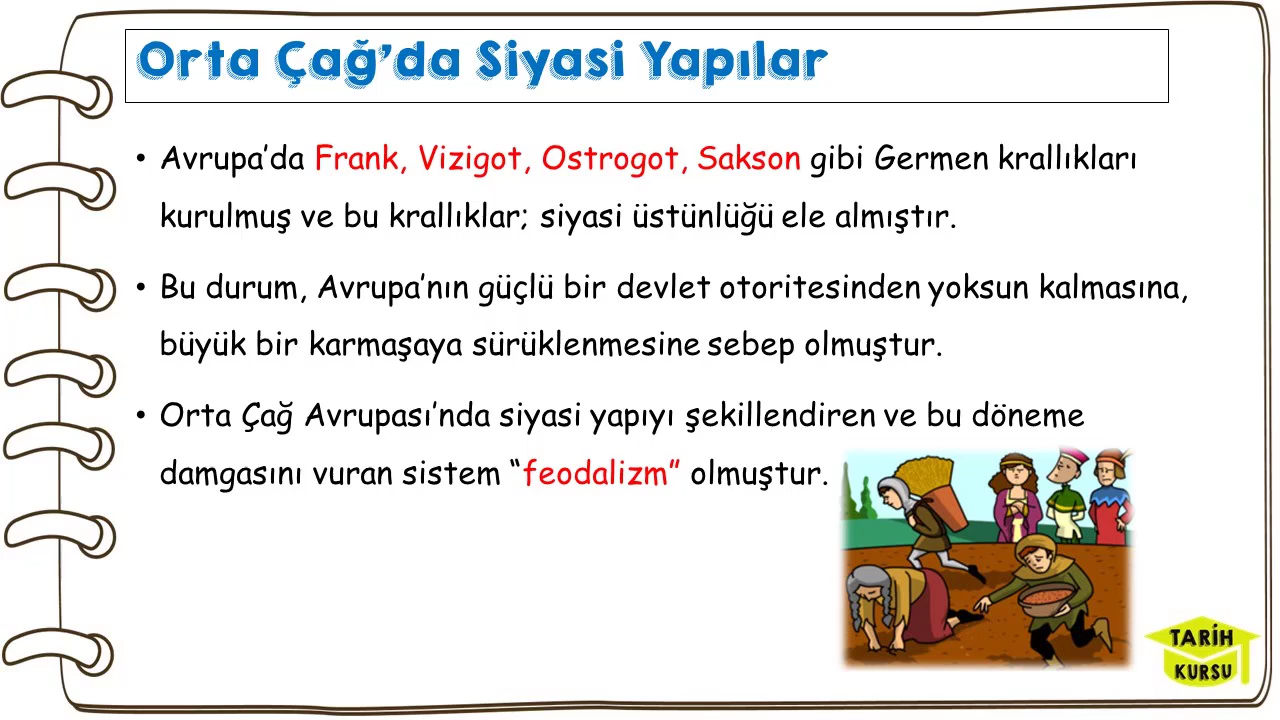 Orta Çağ’da Siyasi Yapılar
• Avrupa’da Frank, Vizigot, Ostrogot, Sakson gibi Germen krallıkları
kurulmuş ve bu krallıklar; siyasi üstünlüğü ele almıştır.
• Bu durum, Avrupa’nın güçlü bir devlet otoritesinden yoksun kalmasına,
büyük bir karmaşaya sürüklenmesine sebep olmuştur.
• Orta Çağ Avrupası’nda siyasi yapıyı şekillendiren ve bu döneme
damgasını vuran sistem “feodalizm” olmuştur.
TARİH
KURSU